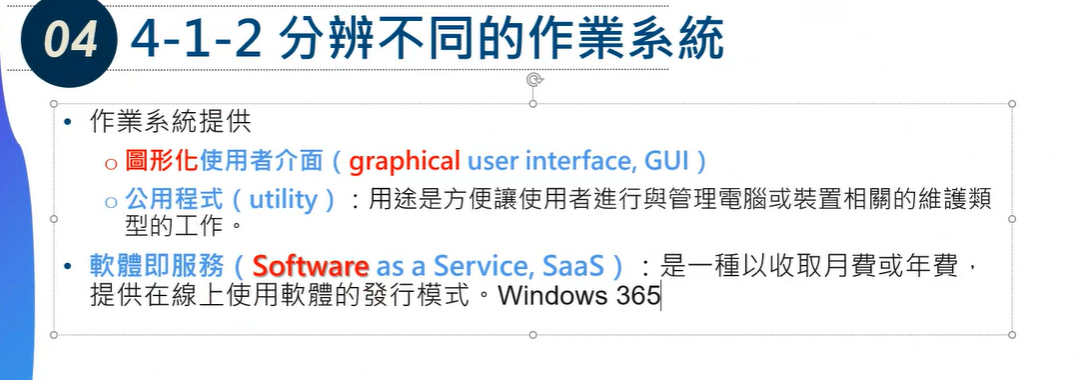 04 4-1-2 分辨不同的作業系統
• 作業系統提供
o 圖形化使用者介面（graphical user interface, GUI）
o 公用程式（utility）：用途是方便讓使用者進行與管理電腦或裝置相關的維護類
型的工作。
• 軟體即服務（Software as a Service, SaaS）：是一種以收取月費或年費，
提供在線上使用軟體的發行模式。Windows 365